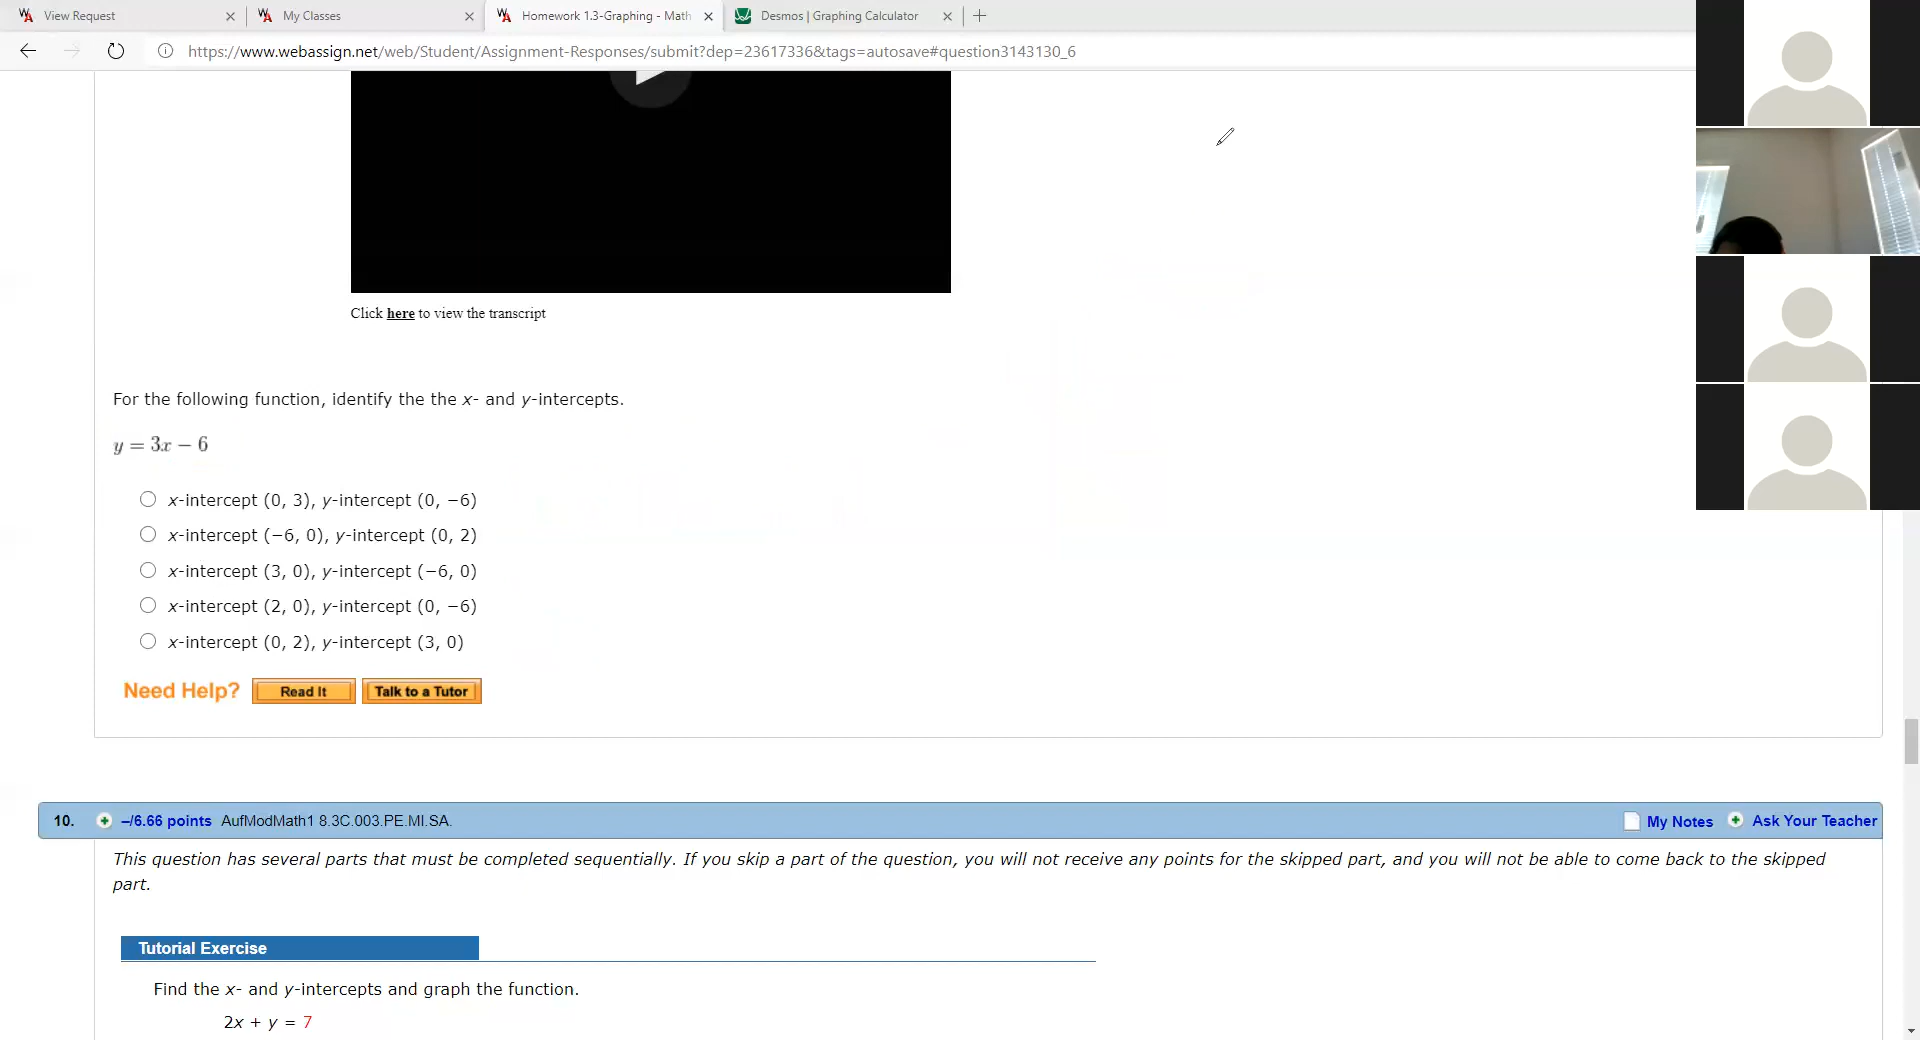 View Request
My Classes
Homework 1.3-Graphing - Math
Desmos | Graphing Calculator
https://www.webassign.net/web/Student/Assignment-Responses/submit?dep=23617336&tags=autosave#question3143130_6
Click here to view the transcript
For the following function, identify the the x- and y-intercepts.
y = 3x − 6
x-intercept (0, 3), y-intercept (0, −6)
x-intercept (−6, 0), y-intercept (0, 2)
x-intercept (3, 0), y-intercept (−6, 0)
x-intercept (2, 0), y-intercept (0, −6)
x-intercept (0, 2), y-intercept (3, 0)
Need Help? Read It Talk to a Tutor
10. –/6.66 points AufModMath1 8.3C.003.PE.MI.SA. My Notes Ask Your Teacher
This question has several parts that must be completed sequentially. If you skip a part of the question, you will not receive any points for the skipped part, and you will not be able to come back to the skipped
part.
Tutorial Exercise
Find the x- and y-intercepts and graph the function.
2x + y = 7